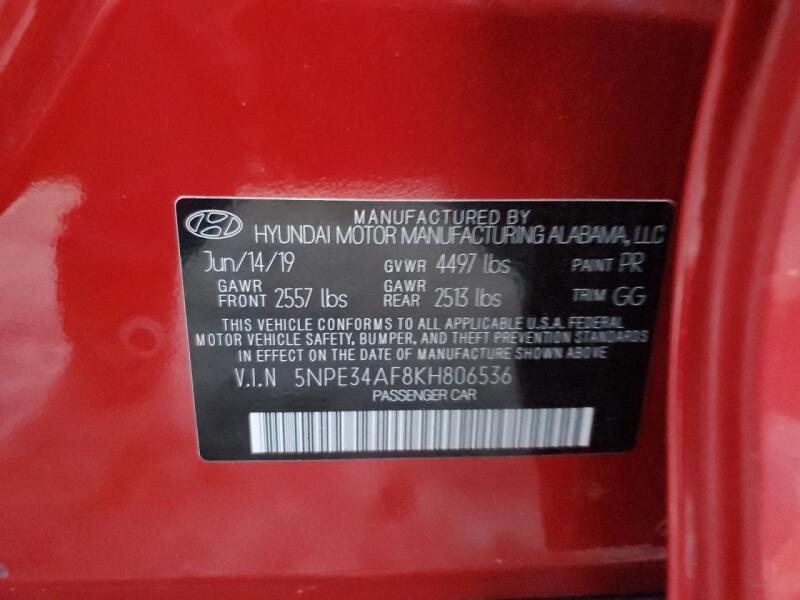 MANUFACTURED BY
HYUNDAI MOTOR MANUFACTURING ALABAMA, LLC
Jun/14/19 GVWR 4497 lbs PAINT PR
GAWR FRONT 2557 lbs GAWR REAR 2513 lbs TRIM GG
THIS VEHICLE CONFORMS TO ALL APPLICABLE U.S.A. FEDERAL
MOTOR VEHICLE SAFETY, BUMPER, AND THEFT PREVENTION STANDARDS
IN EFFECT ON THE DATE OF MANUFACTURE SHOWN ABOVE
V.I.N 5NPE34AF8KH806536
PASSENGER CAR